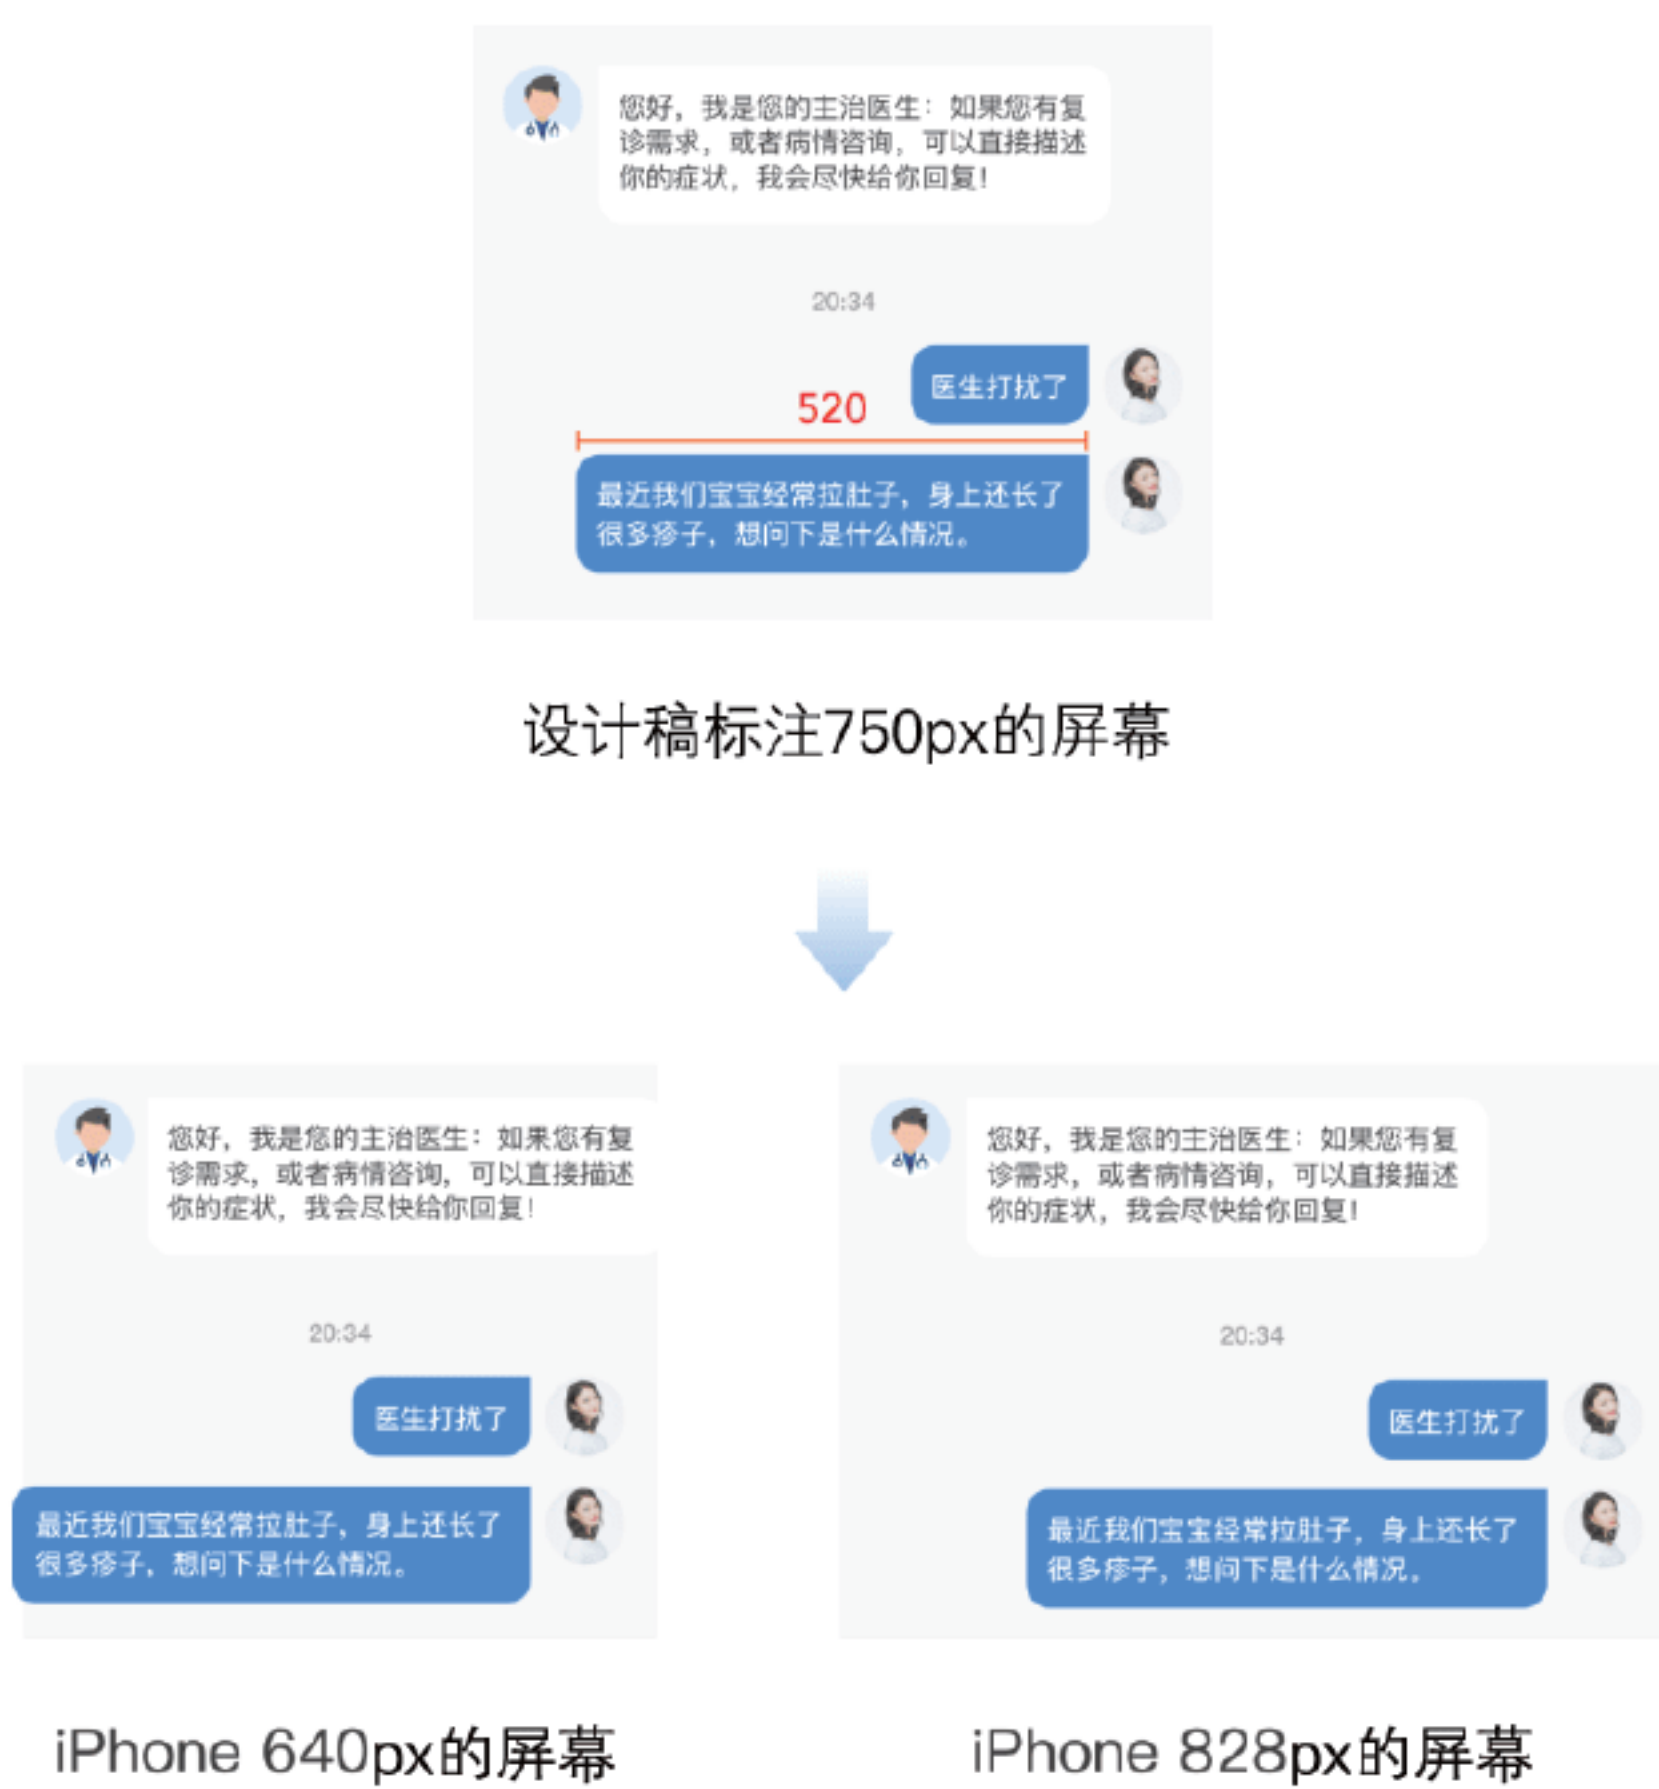 您好，我是您的主治医生：如果您有复
诊需求，或者病情咨询，可以直接描述
你的症状，我会尽快给你回复！
20:34
医生打扰了
520
最近我们宝宝经常拉肚子，身上还长了
很多疹子，想问下是什么情况。
设计稿标注750px的屏幕
您好，我是您的主治医生：如果您有复
诊需求，或者病情咨询，可以直接描述
你的症状，我会尽快给你回复！
20:34
医生打扰了
最近我们宝宝经常拉肚子，身上还长了
很多疹子，想问下是什么情况。
iPhone 640px的屏幕
您好，我是您的主治医生：如果您有复
诊需求，或者病情咨询，可以直接描述
你的症状，我会尽快给你回复！
20:34
医生打扰了
最近我们宝宝经常拉肚子，身上还长了
很多疹子，想问下是什么情况。
iPhone 828px的屏幕